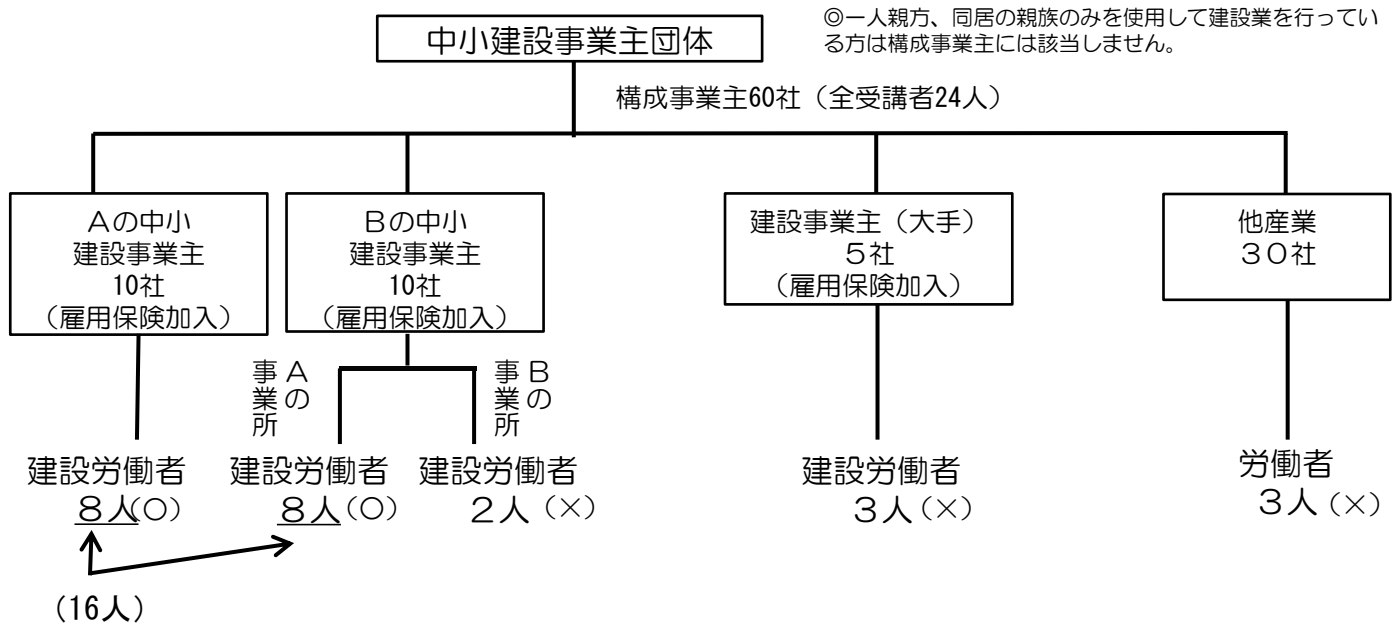 中小建設事業主団体
◎一人親方、同居の親族のみを使用して建設業を行ってい
る方は構成事業主には該当しません。
構成事業主60社（全受講者24人）
Aの中小
建設事業主
10社
（雇用保険加入）
Bの中小
建設事業主
10社
（雇用保険加入）
建設事業主（大手）
５社
（雇用保険加入）
他産業
３０社
Aの
事業所
Bの
事業所
建設労働者
８人(○）
建設労働者
８人(○）
建設労働者
２人（×）
建設労働者
３人（×）
労働者
３人（×）
（16人）